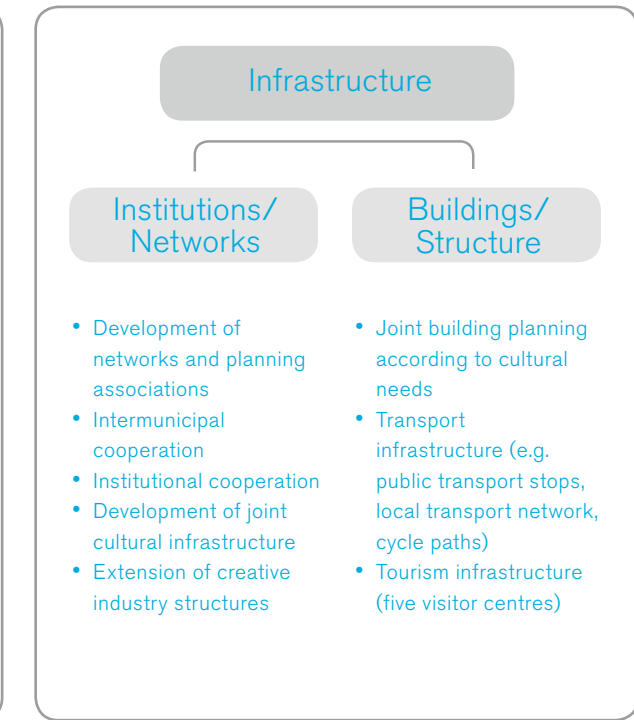 Infrastructure
Institutions/
Networks
• Development of
networks and planning
associations
• Intermunicipal
cooperation
• Institutional cooperation
• Development of joint
cultural infrastructure
• Extension of creative
industry structures
Buildings/
Structure
• Joint building planning
according to cultural
needs
• Transport
infrastructure (e.g.
public transport stops,
local transport network,
cycle paths)
• Tourism infrastructure
(five visitor centres)